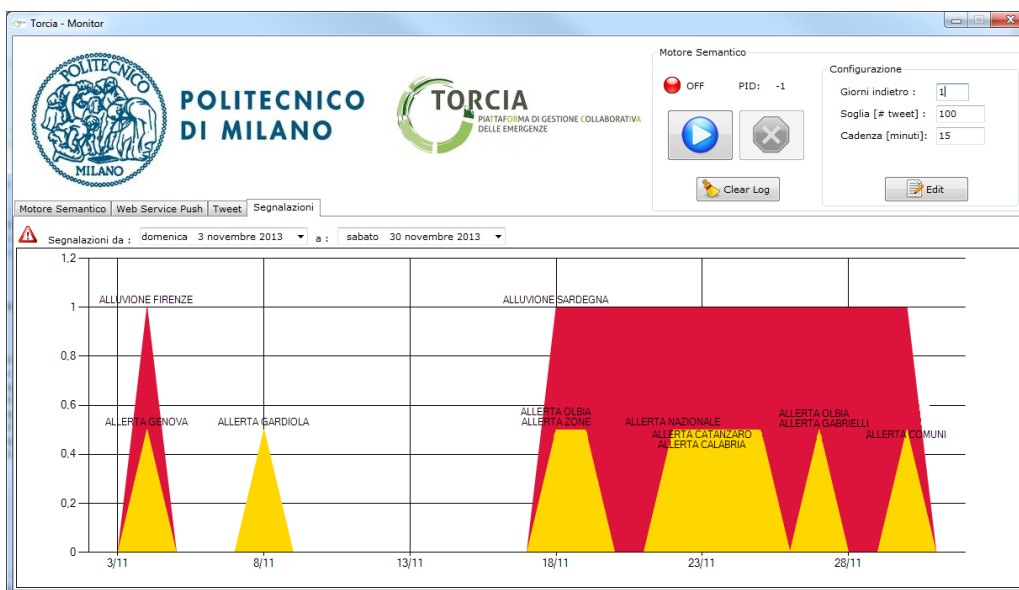 Torcia - Monitor
POLITECNICO
MILANO
POLITECNICO
DI MILANO
TORCIA
PIATTAFORMA DI GESTIONE COLLABORATIVA
DELLE EMERGENZE
Motore Semantico
OFF PID: -1
Clear Log
Configurazione
Giorni indietro : 1
Soglia [# tweet] : 100
Cadenza [minuti]: 15
Edit
Motore Semantico Web Service Push Tweet Segnalazioni
Segnalazioni da : domenica 3 novembre 2013 a : sabato 30 novembre 2013
1,2
1
0,8
0,6
0,4
0,2
0
ALLUVIONE FIRENZE
ALLUVIONE SARDEGNA
ALLERTA GENOVA
ALLERTA GARDIOLA
ALLERTA OLBIA
ALLERTA ZONE
ALLERTA NAZIONALE
ALLERTA CATANZARO
ALLERTA CALABRIA
ALLERTA OLBIA
ALLERTA GABRIELLI
ALLERTA COMUNI
3/11 8/11 13/11 18/11 23/11 28/11